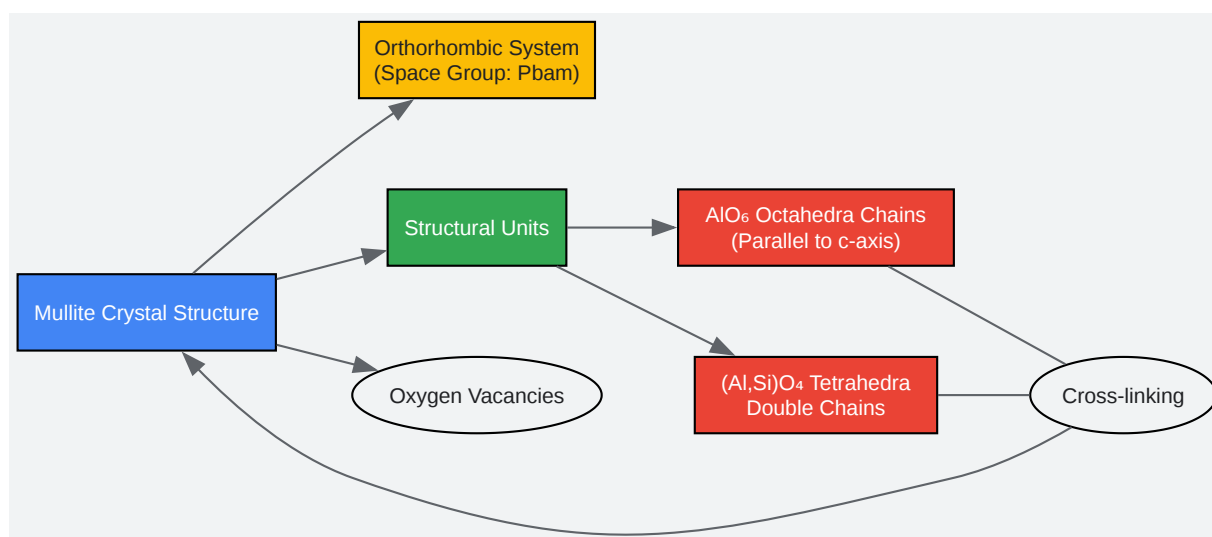 Orthorhombic System
(Space Group: Pbam)
Structural Units
AlO₆ Octahedra Chains
(Parallel to c-axis)
Mullite Crystal Structure
Oxygen Vacancies
(Al,Si)O₄ Tetrahedra
Double Chains
Cross-linking